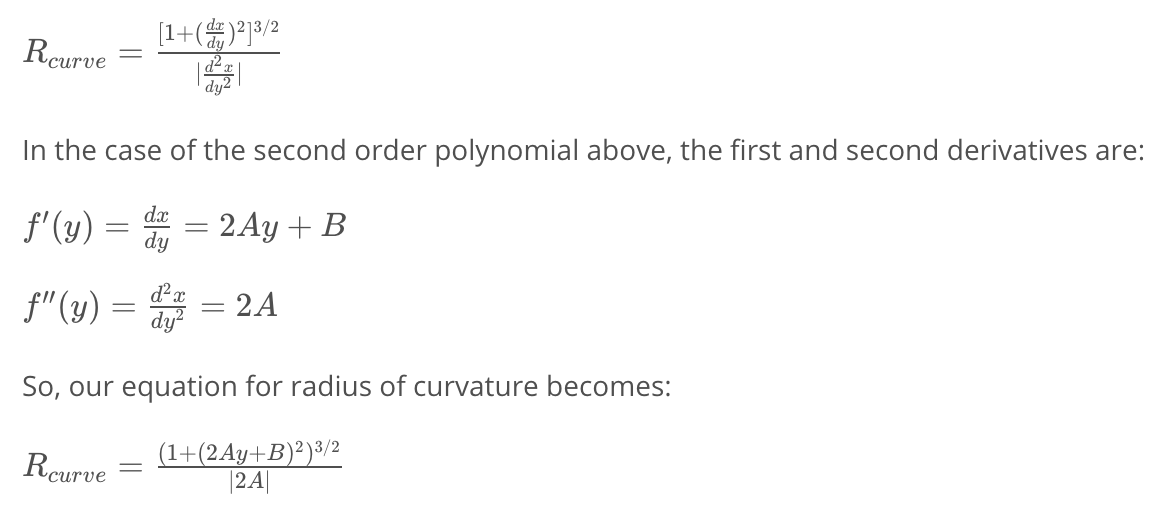 R_{curve} = \frac{[1+(\frac{dx}{dy})^2]^{3/2}}{|\frac{d^2x}{dy^2}|}
In the case of the second order polynomial above, the first and second derivatives are:
f'(y) = \frac{dx}{dy} = 2Ay + B
f''(y) = \frac{d^2x}{dy^2} = 2A
So, our equation for radius of curvature becomes:
R_{curve} = \frac{(1+(2Ay+B)^2)^{3/2}}{|2A|}